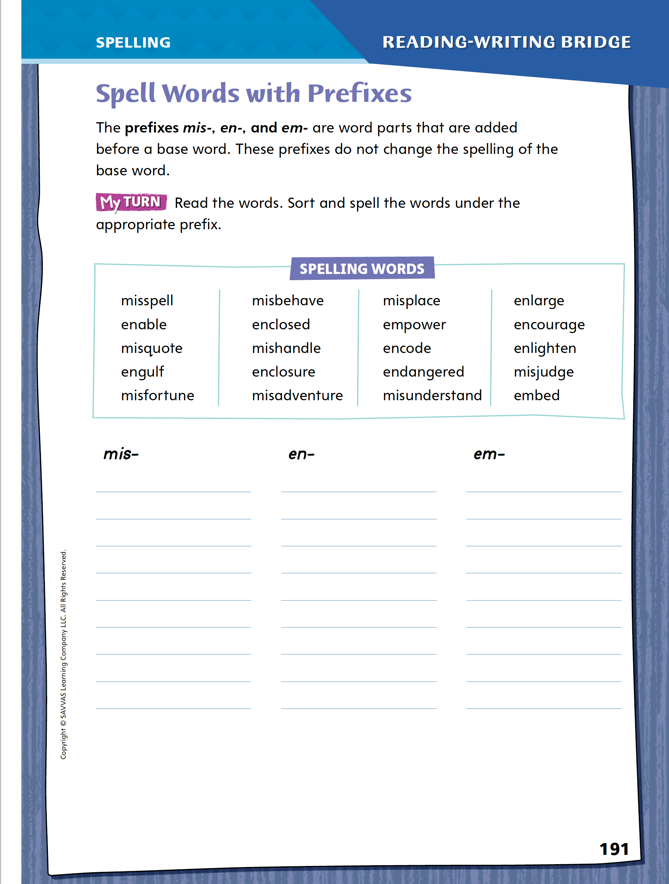 SPELLING
READING-WRITING BRIDGE
Spell Words with Prefixes
The prefixes mis-, en-, and em- are word parts that are added
before a base word. These prefixes do not change the spelling of the
base word.
My TURN Read the words. Sort and spell the words under the
appropriate prefix.
SPELLING WORDS
misspell
enable
misquote
engulf
misfortune
misbehave
enclosed
mishandle
enclosure
misadventure
misplace
empower
encode
endangered
misunderstand
enlarge
encourage
enlighten
misjudge
embed
mis-
en-
em-
Copyright © SAVVAS Learning Company LLC. All Rights Reserved.
191